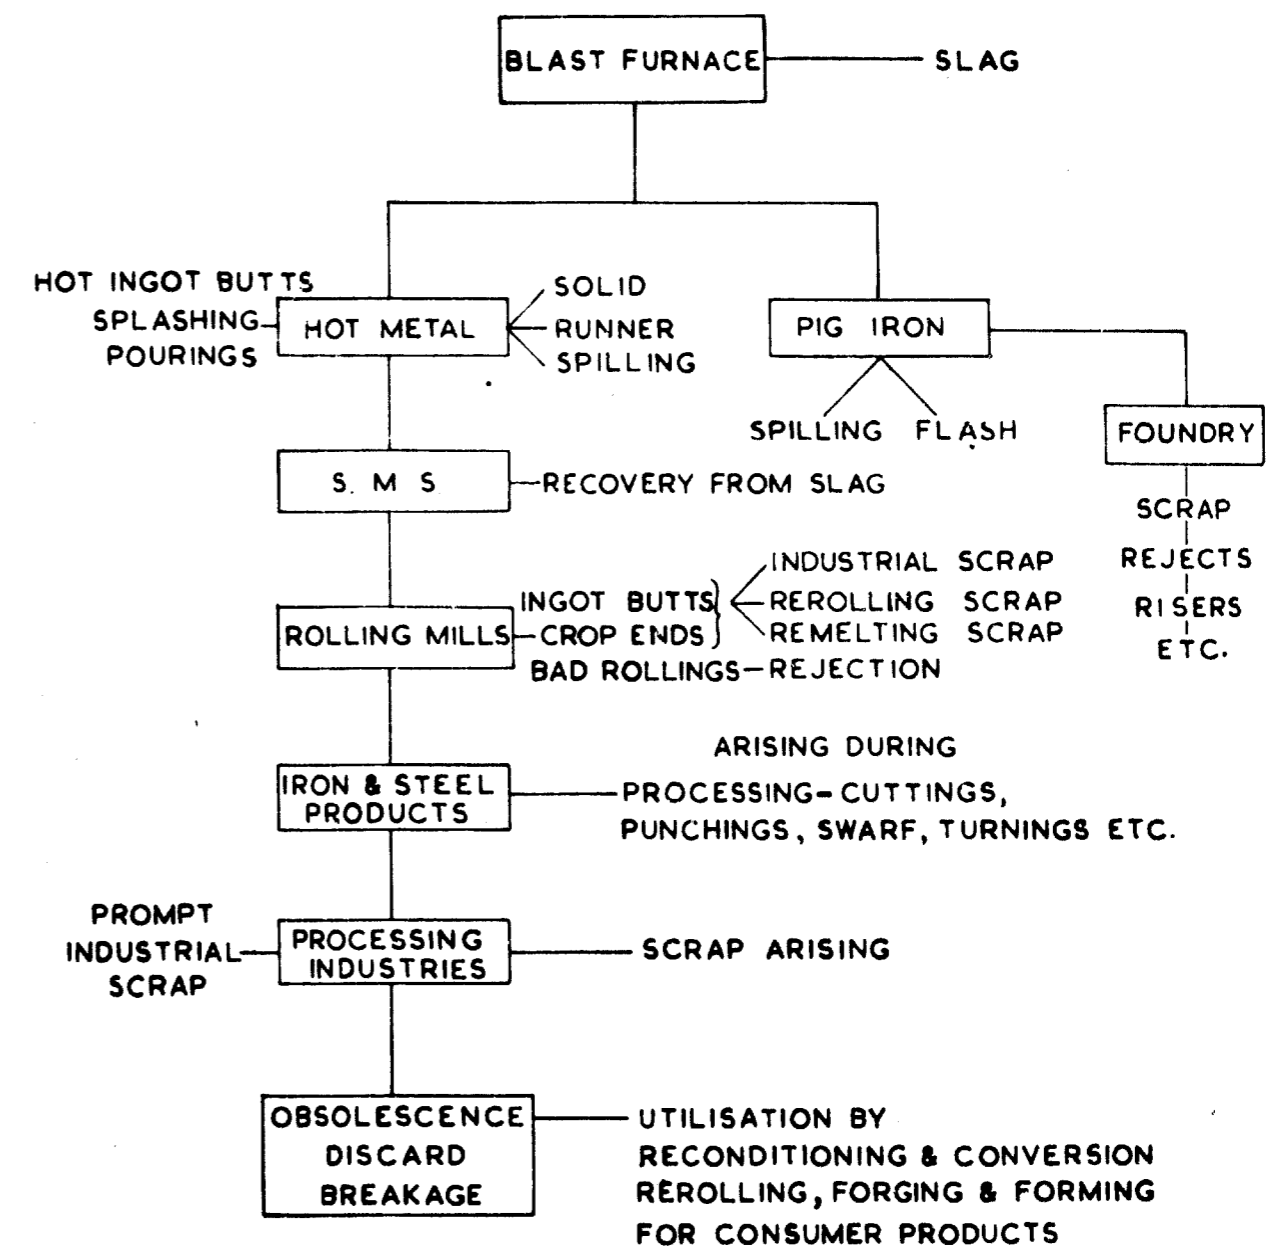 BLAST FURNACE
SLAG
HOT INGOT BUTTS
SPLASHING
POURINGS
HOT METAL
SOLID
RUNNER
SPILLING
PIG IRON
SPILLING FLASH
FOUNDRY
SCRAP
REJECTS
RISERS
ETC.
S. M S
RECOVERY FROM SLAG
ROLLING MILLS
INGOT BUTTS
CROP ENDS
BAD ROLLINGS - REJECTION
INDUSTRIAL SCRAP
REROLLING SCRAP
REMELTING SCRAP
IRON & STEEL
PRODUCTS
ARISING DURING
PROCESSING - CUTTINGS,
PUNCHINGS, SWARF, TURNINGS ETC.
PROMPT
INDUSTRIAL
SCRAP
PROCESSING
INDUSTRIES
SCRAP ARISING
OBSOLESCENCE
DISCARD
BREAKAGE
UTILISATION BY
RECONDITIONING & CONVERSION
REROLLING, FORGING & FORMING
FOR CONSUMER PRODUCTS